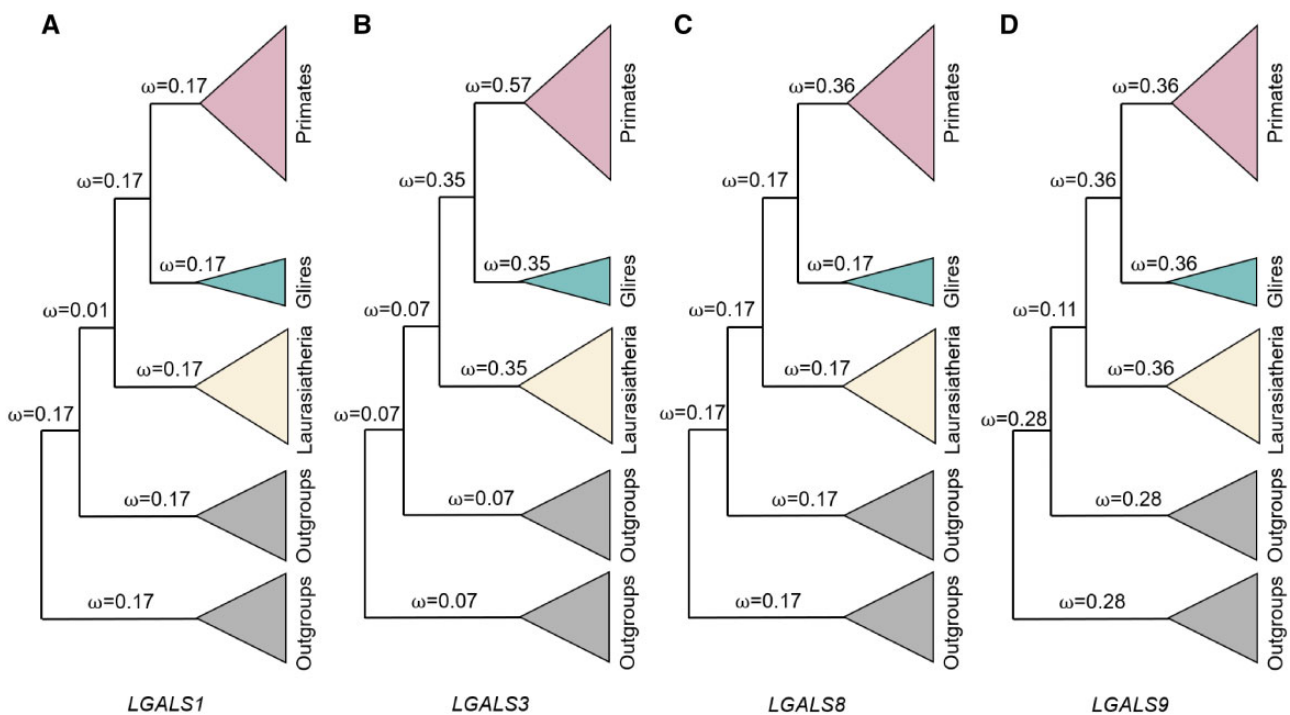 A
ω=0.17
Primates
ω=0.17
ω=0.17
Glires
ω=0.01
ω=0.17
Laurasiatheria
ω=0.17
ω=0.17
Outgroups
ω=0.17
Outgroups
LGALS1
B
ω=0.57
Primates
ω=0.35
ω=0.35
Glires
ω=0.07
ω=0.35
Laurasiatheria
ω=0.07
ω=0.07
Outgroups
ω=0.07
Outgroups
LGALS3
C
ω=0.36
Primates
ω=0.17
ω=0.17
Glires
ω=0.17
ω=0.17
Laurasiatheria
ω=0.17
ω=0.17
Outgroups
ω=0.17
Outgroups
LGALS8
D
ω=0.36
Primates
ω=0.36
ω=0.36
Glires
ω=0.11
ω=0.36
Laurasiatheria
ω=0.28
ω=0.28
Outgroups
ω=0.28
Outgroups
LGALS9